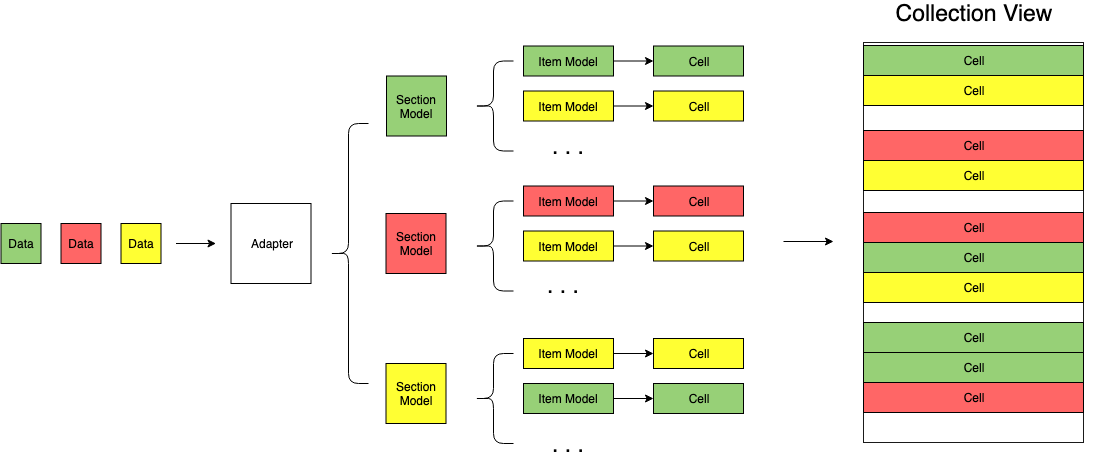 Collection View
Data
Data
Data
Adapter
Section
Model
Item Model
Cell
Item Model
Cell
. . .
Section
Model
Item Model
Cell
Item Model
Cell
. . .
Section
Model
Item Model
Cell
Item Model
Cell
. . .
Cell
Cell
Cell
Cell
Cell
Cell
Cell
Cell
Cell
Cell